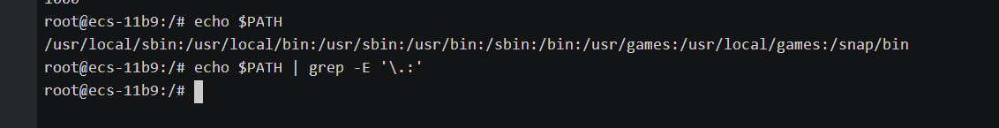 root@ecs-11b9:/# echo $PATH
/usr/local/sbin:/usr/local/bin:/usr/sbin:/usr/bin:/sbin:/bin:/usr/games:/usr/local/games:/snap/bin
root@ecs-11b9:/# echo $PATH | grep -E '\.:'
root@ecs-11b9:/#